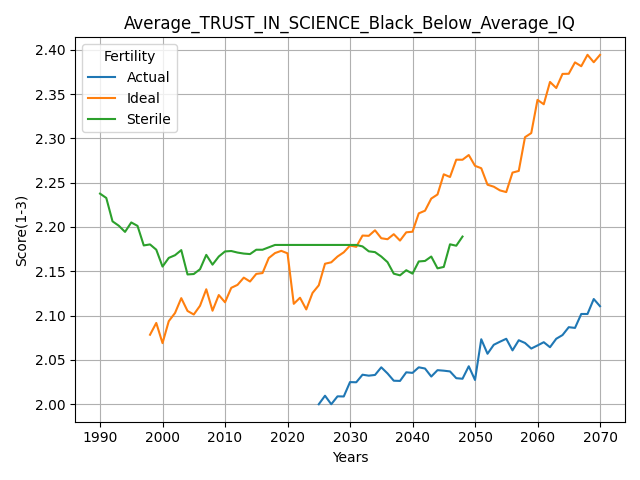 Average_TRUST_IN_SCIENCE_Black_Below_Average_IQ
Fertility
Actual
Ideal
Sterile
Score(1-3)
2.40
2.35
2.30
2.25
2.20
2.15
2.10
2.05
2.00
1990 2000 2010 2020 2030 2040 2050 2060 2070
Years